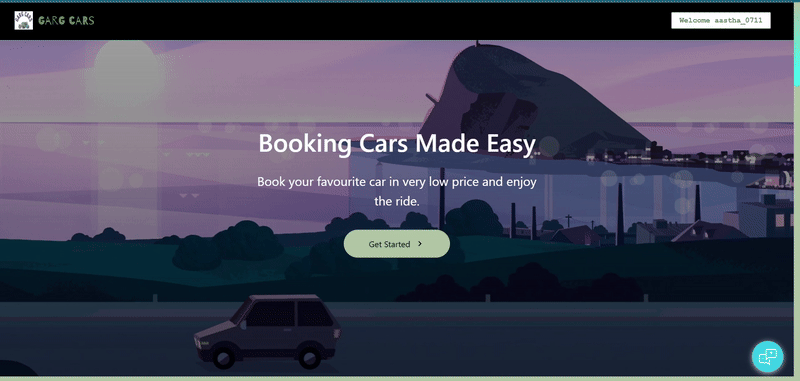 GARG CARS
Welcome aastha_0711
Booking Cars Made Easy
Book your favourite car in very low price and enjoy
the ride.
Get Started